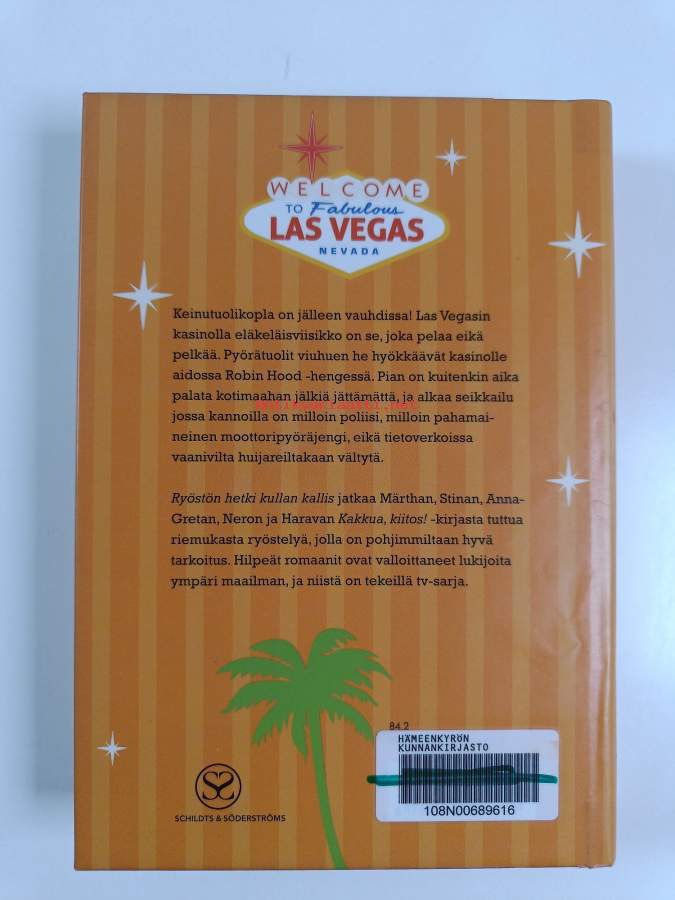 WELCOME
TO Fabulous
LAS VEGAS
NEVADA
Keinutuolikopla on jälleen vauhdissa! Las Vegasin
kasinolla eläkeläisviisikko on se, joka pelaa eikä
pelkää. Pyörätuolit viuhuen he hyökkäävät kasinolle
aidossa Robin Hood -hengessä. Pian on kuitenkin aika
palata kotimaahan jälkiä jättämättä, ja alkaa seikkailu
jossa kannoilla on milloin poliisi, milloin pahamai-
neinen moottoripyöräjengi, eikä tietoverkoissa
vaanivilta huijareiltakaan vältytä.
Ryöstön hetki kullan kallis jatkaa Märthan, Stinan, Anna-
Gretan, Neron ja Haravan Kakkua, kiitos! -kirjasta tuttua
riemukasta ryöstelyä, jolla on pohjimmiltaan hyvä
tarkoitus. Hilpeät romaanit ovat valloittaneet lukijoita
ympäri maailman, ja niistä on tekeillä tv-sarja.
84.2
HÄMEENKYRÖN
KUNNANKIRJASTO
108N00689616
SCHILDTS & SÖDERSTRÖMS